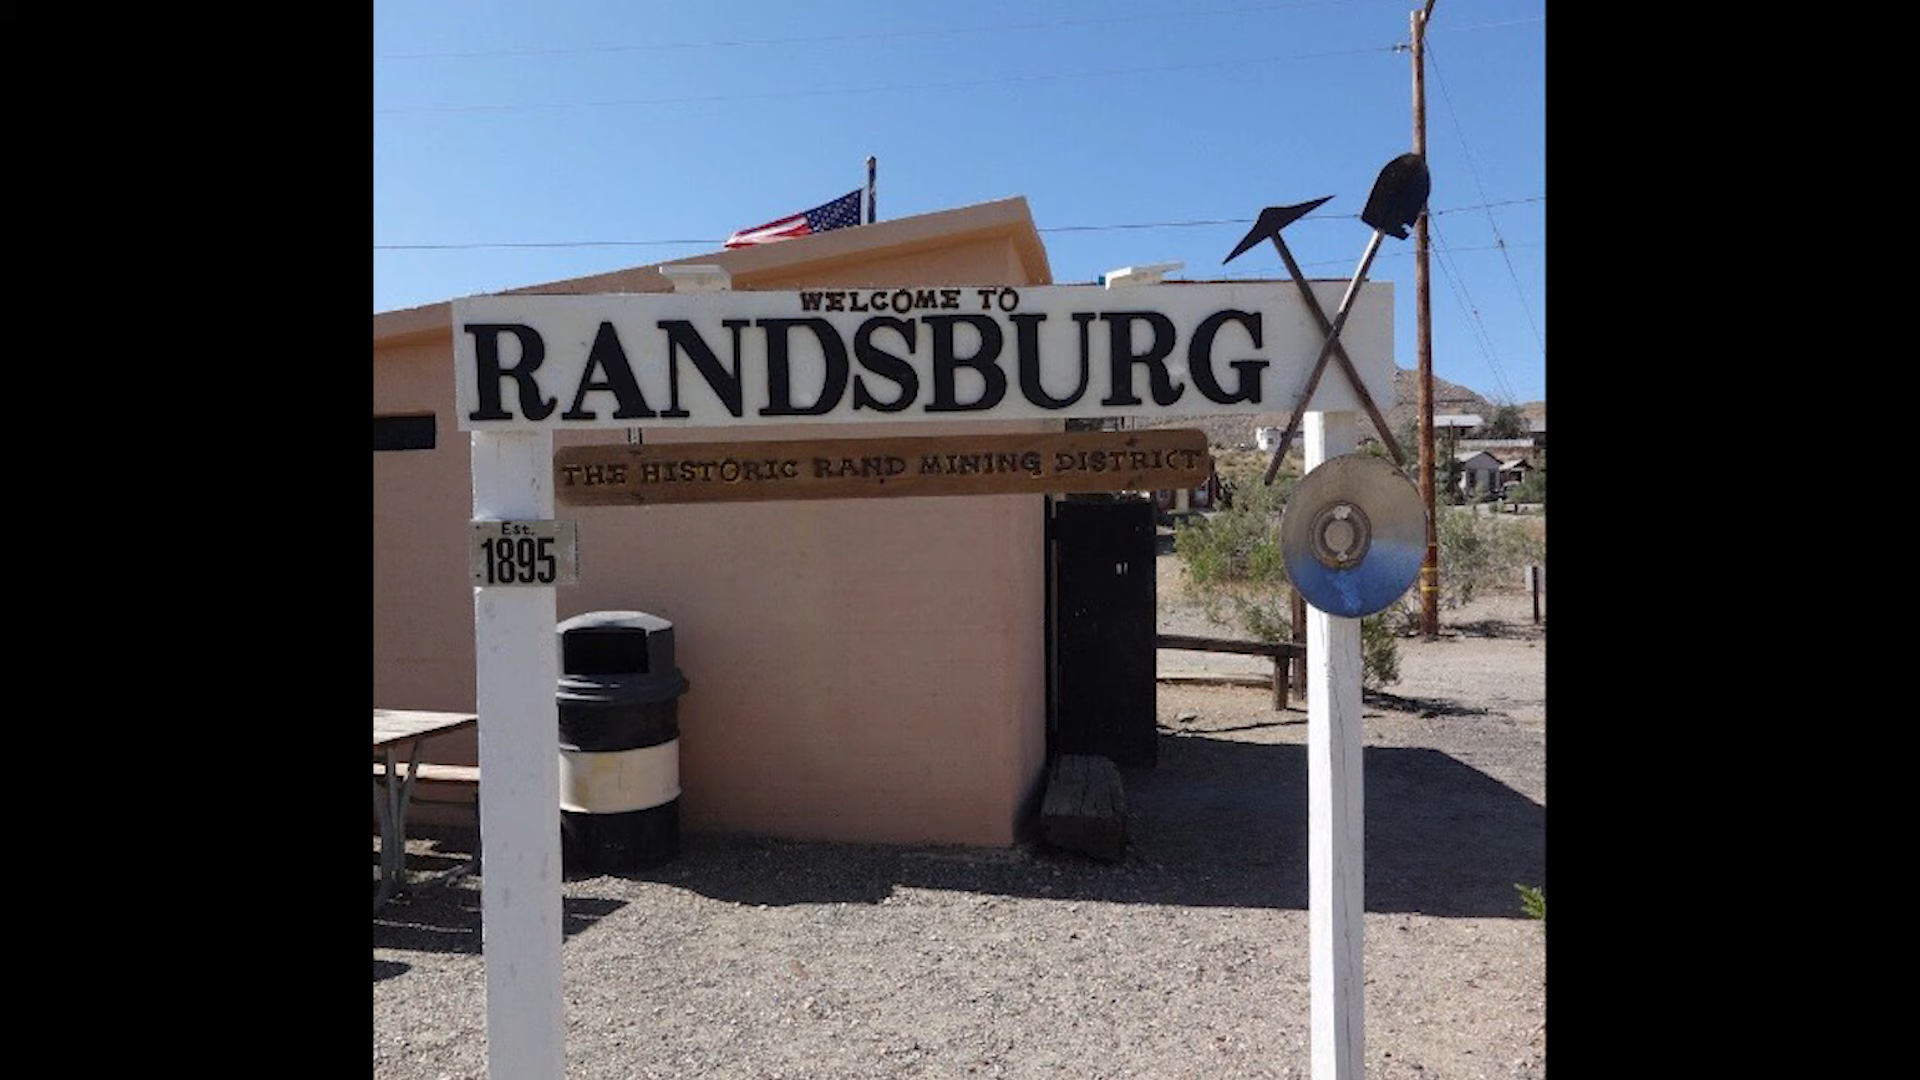 WELCOME TO
RANDSBURG
THE HISTORIC RAND MINING DISTRICT
Est.
1895